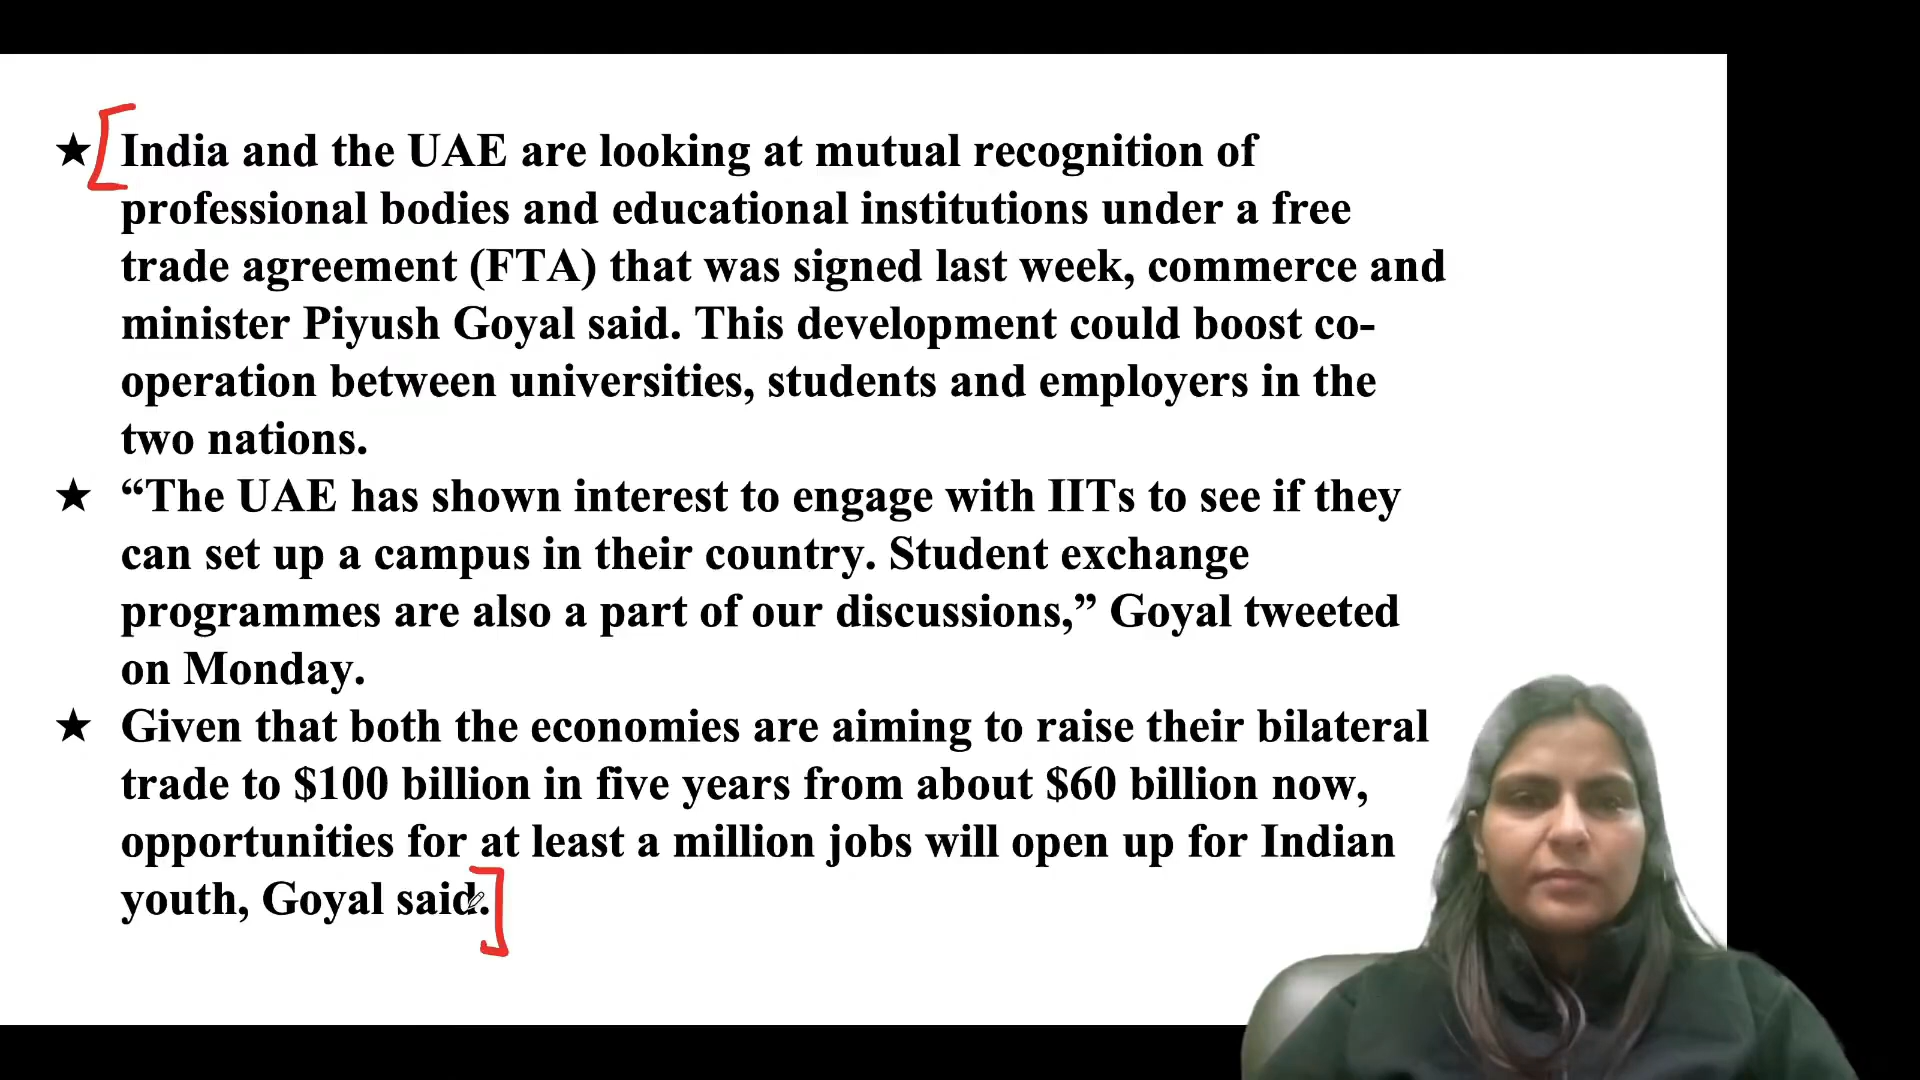 ★ India and the UAE are looking at mutual recognition of
professional bodies and educational institutions under a free
trade agreement (FTA) that was signed last week, commerce and
minister Piyush Goyal said. This development could boost co-
operation between universities, students and employers in the
two nations.
★ “The UAE has shown interest to engage with IITs to see if they
can set up a campus in their country. Student exchange
programmes are also a part of our discussions,” Goyal tweeted
on Monday.
★ Given that both the economies are aiming to raise their bilateral
trade to $100 billion in five years from about $60 billion now,
opportunities for at least a million jobs will open up for Indian
youth, Goyal said.